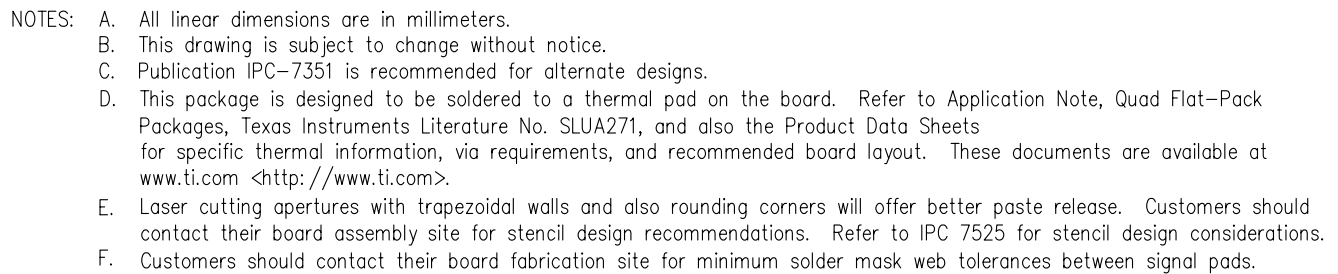 NOTES: A. All linear dimensions are in millimeters.
B. This drawing is subject to change without notice.
C. Publication IPC-7351 is recommended for alternate designs.
D. This package is designed to be soldered to a thermal pad on the board. Refer to Application Note, Quad Flat-Pack
Packages, Texas Instruments Literature No. SLUA271, and also the Product Data Sheets
for specific thermal information, via requirements, and recommended board layout. These documents are available at
www.ti.com <http://www.ti.com>.
E. Laser cutting apertures with trapezoidal walls and also rounding corners will offer better paste release. Customers should
contact their board assembly site for stencil design recommendations. Refer to IPC 7525 for stencil design considerations.
F. Customers should contact their board fabrication site for minimum solder mask web tolerances between signal pads.